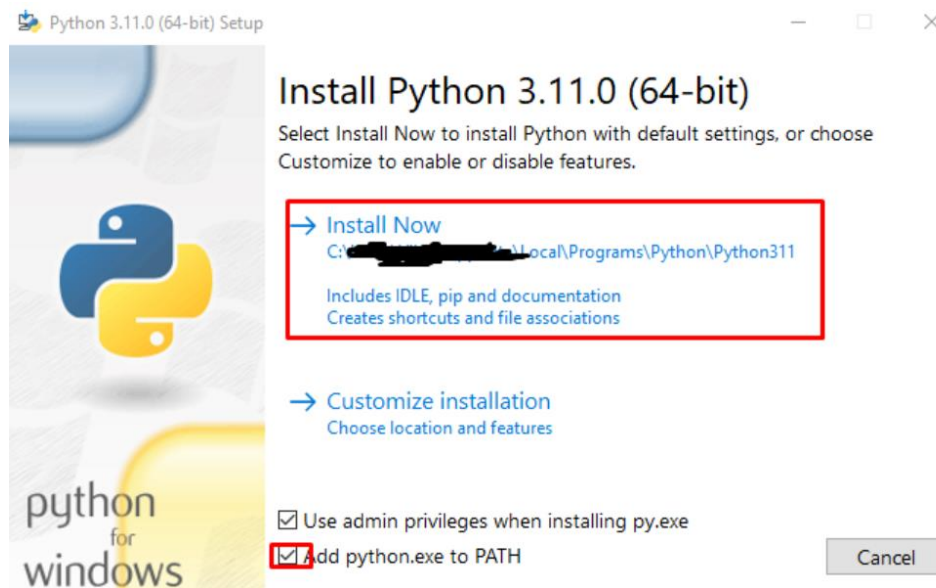 Python 3.11.0 (64-bit) Setup
Install Python 3.11.0 (64-bit)
Select Install Now to install Python with default settings, or choose
Customize to enable or disable features.
Install Now
C:\ ocal\Programs\Python\Python311
Includes IDLE, pip and documentation
Creates shortcuts and file associations
Customize installation
Choose location and features
python
for
windows
Use admin privileges when installing py.exe
Add python.exe to PATH
Cancel